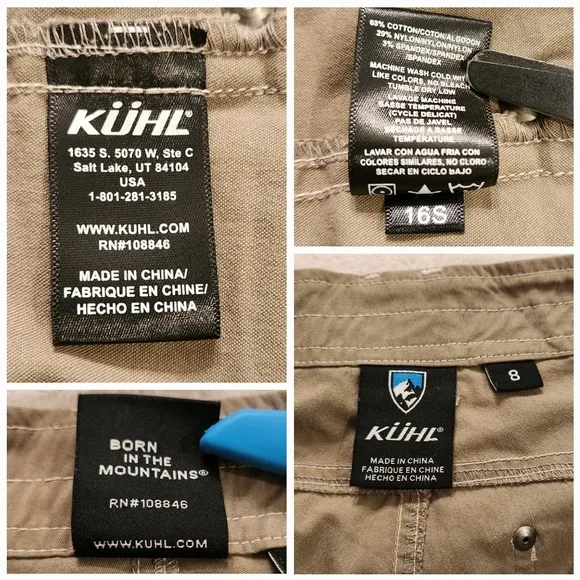 KÜHL®
1635 S. 5070 W, Ste C
Salt Lake, UT 84104
USA
1-801-281-3185
WWW.KUHL.COM
RN#108846
MADE IN CHINA/
FABRIQUE EN CHINE/
HECHO EN CHINA
63% COTTON/COTON/ALGODON
29% NYLON/NYLON/NYLON
3% SPANDEX/SPANDEX
/SPANDEX
MACHINE WASH COLD WIT
LIKE COLORS, NO BLEACH
TUMBLE DRY LOW
LAVAGE MACHINE
BASSE TEMPÉRATURE
(CYCLE DELICAT)
PAS DE JAVEL
SECHAGE A BASSE
TEMPÉRATURE
LAVAR CON AGUA FRIA CON
COLORES SIMILARES, NO CLORO
SECAR EN CICLO BAJO
16S
BORN
IN THE
MOUNTAINS®
RN#108846
WWW.KUHL.COM
8
KÜHL®
MADE IN CHINA
FABRIQUE EN CHINE
HECHO EN CHINA